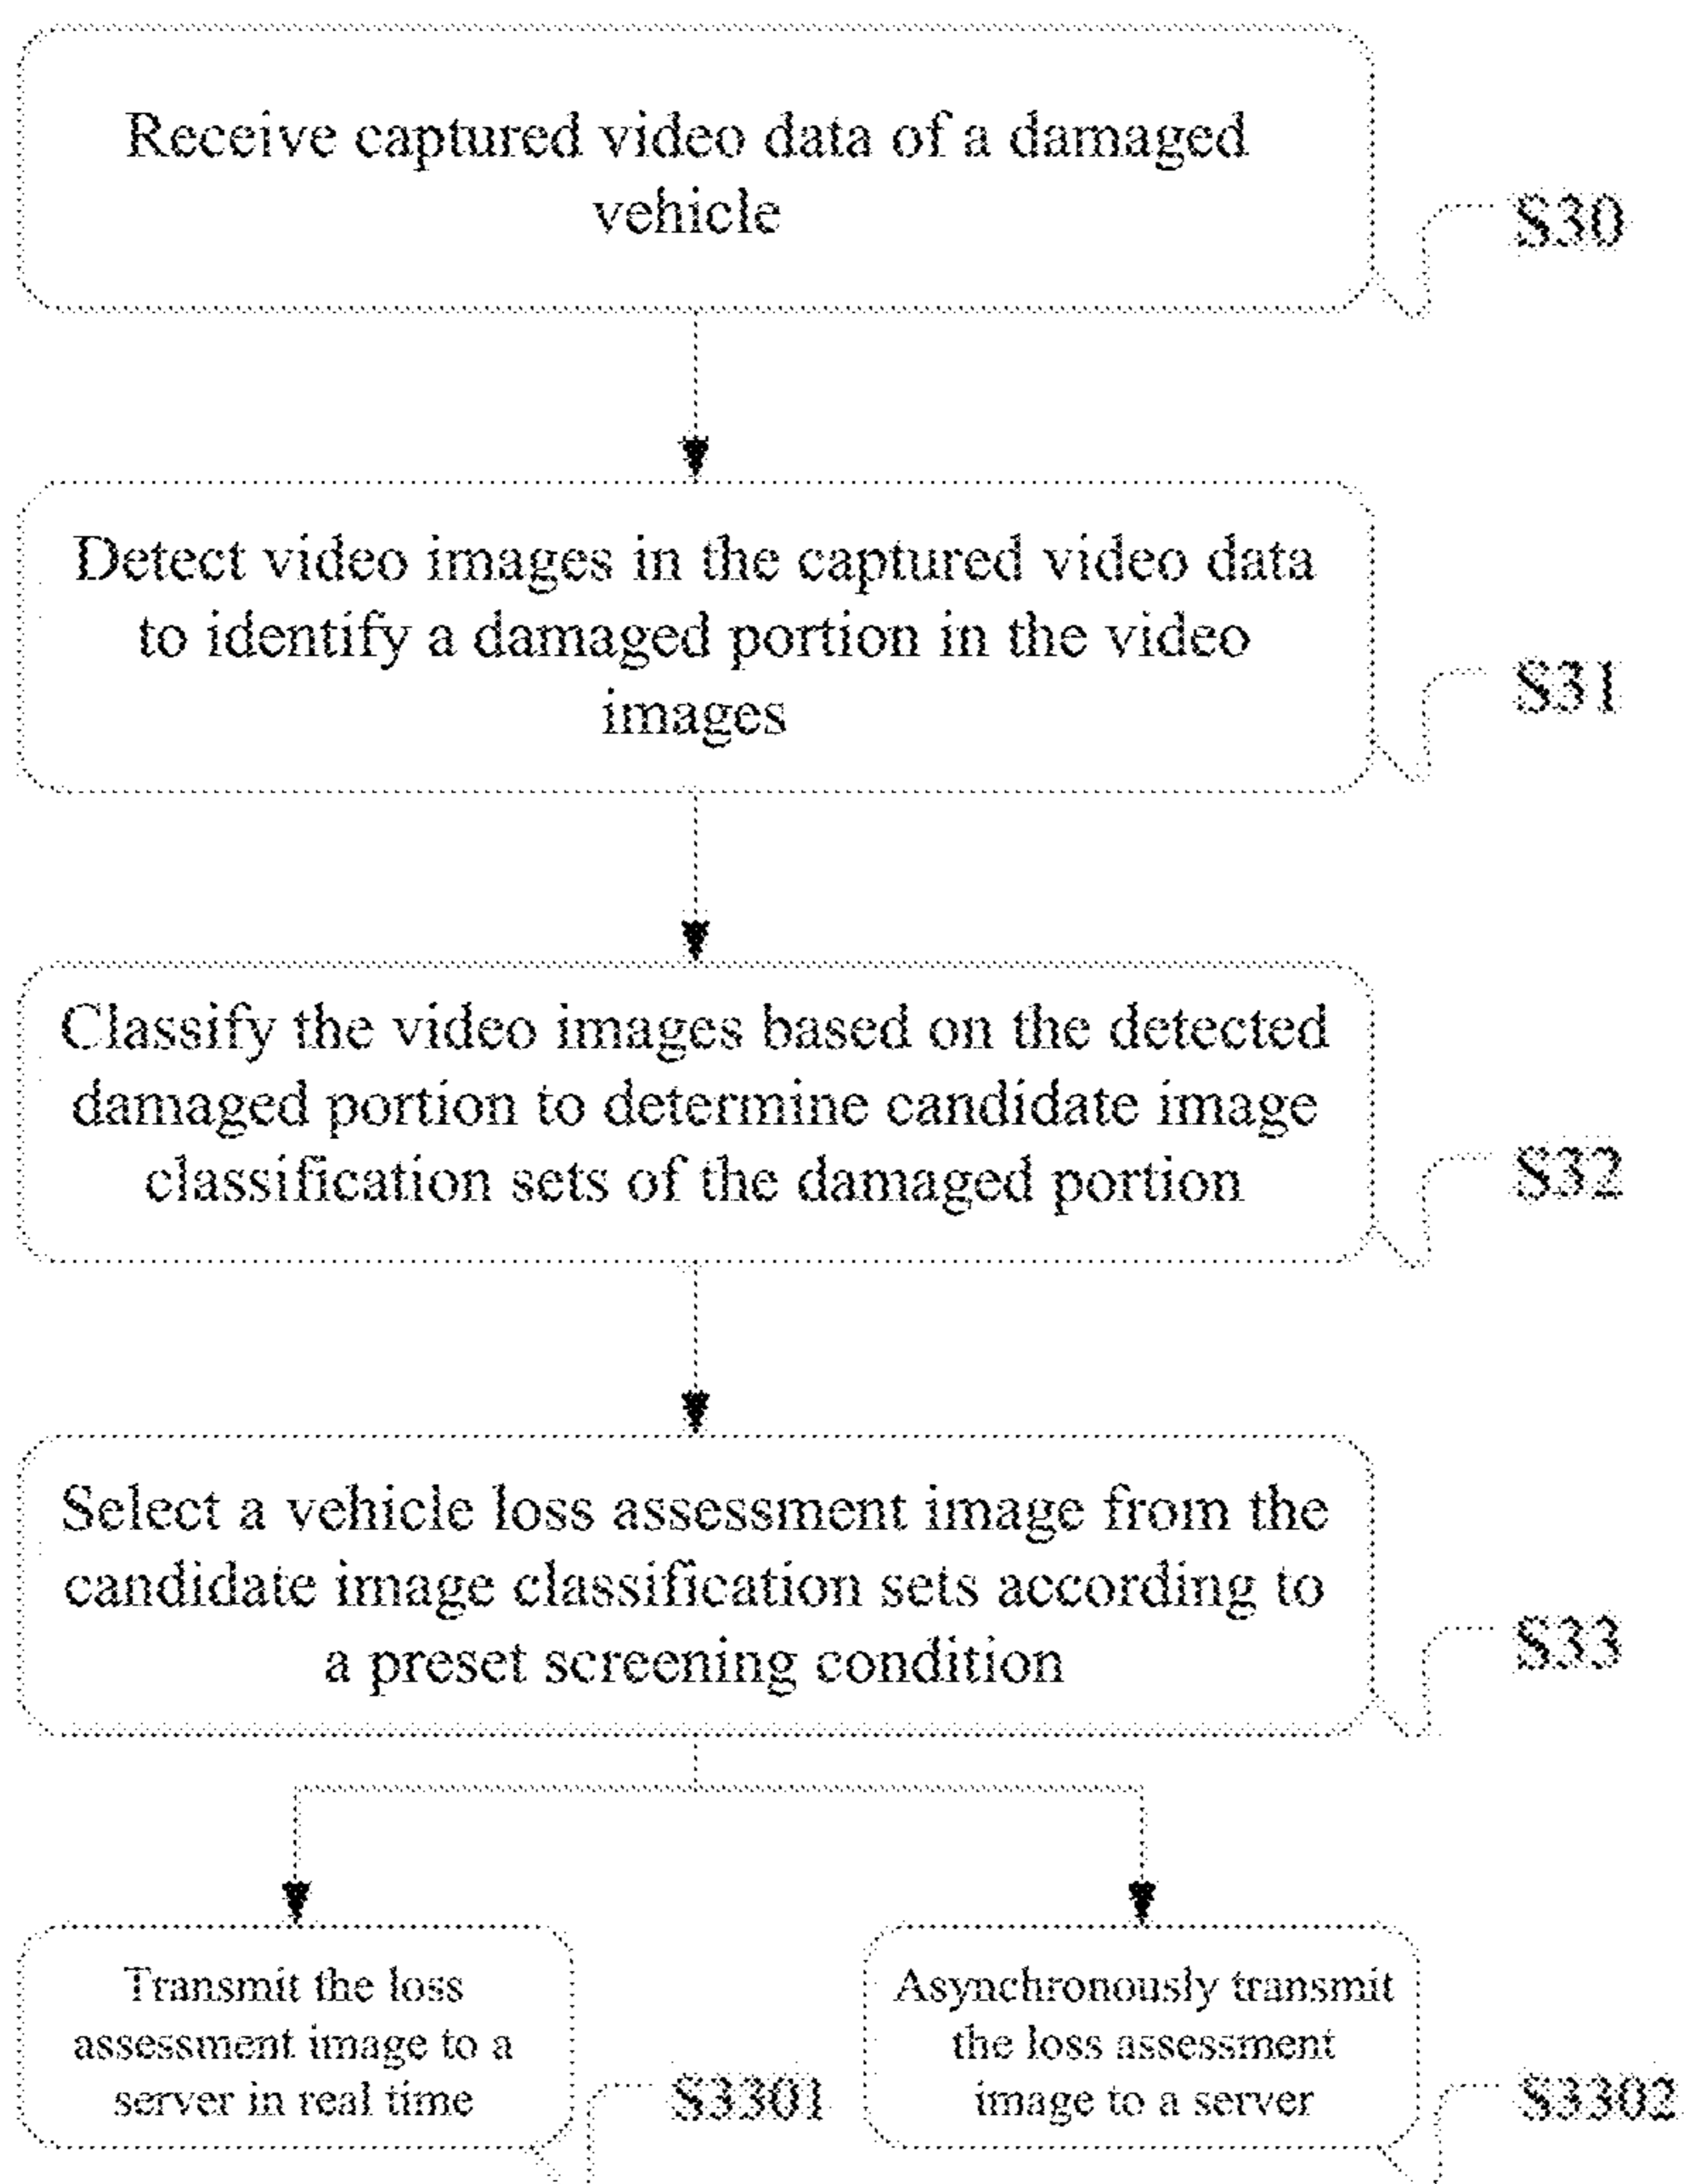 Receive captured video data of a damaged
vehicle
S30
Detect video images in the captured video data
to identify a damaged portion in the video
images
S31
Classify the video images based on the detected
damaged portion to determine candidate image
classification sets of the damaged portion
S32
Select a vehicle loss assessment image from the
candidate image classification sets according to
a preset screening condition
S33
Transmit the loss
assessment image to a
server in real time
S3301
Asynchronously transmit
the loss assessment
image to a server
S3302